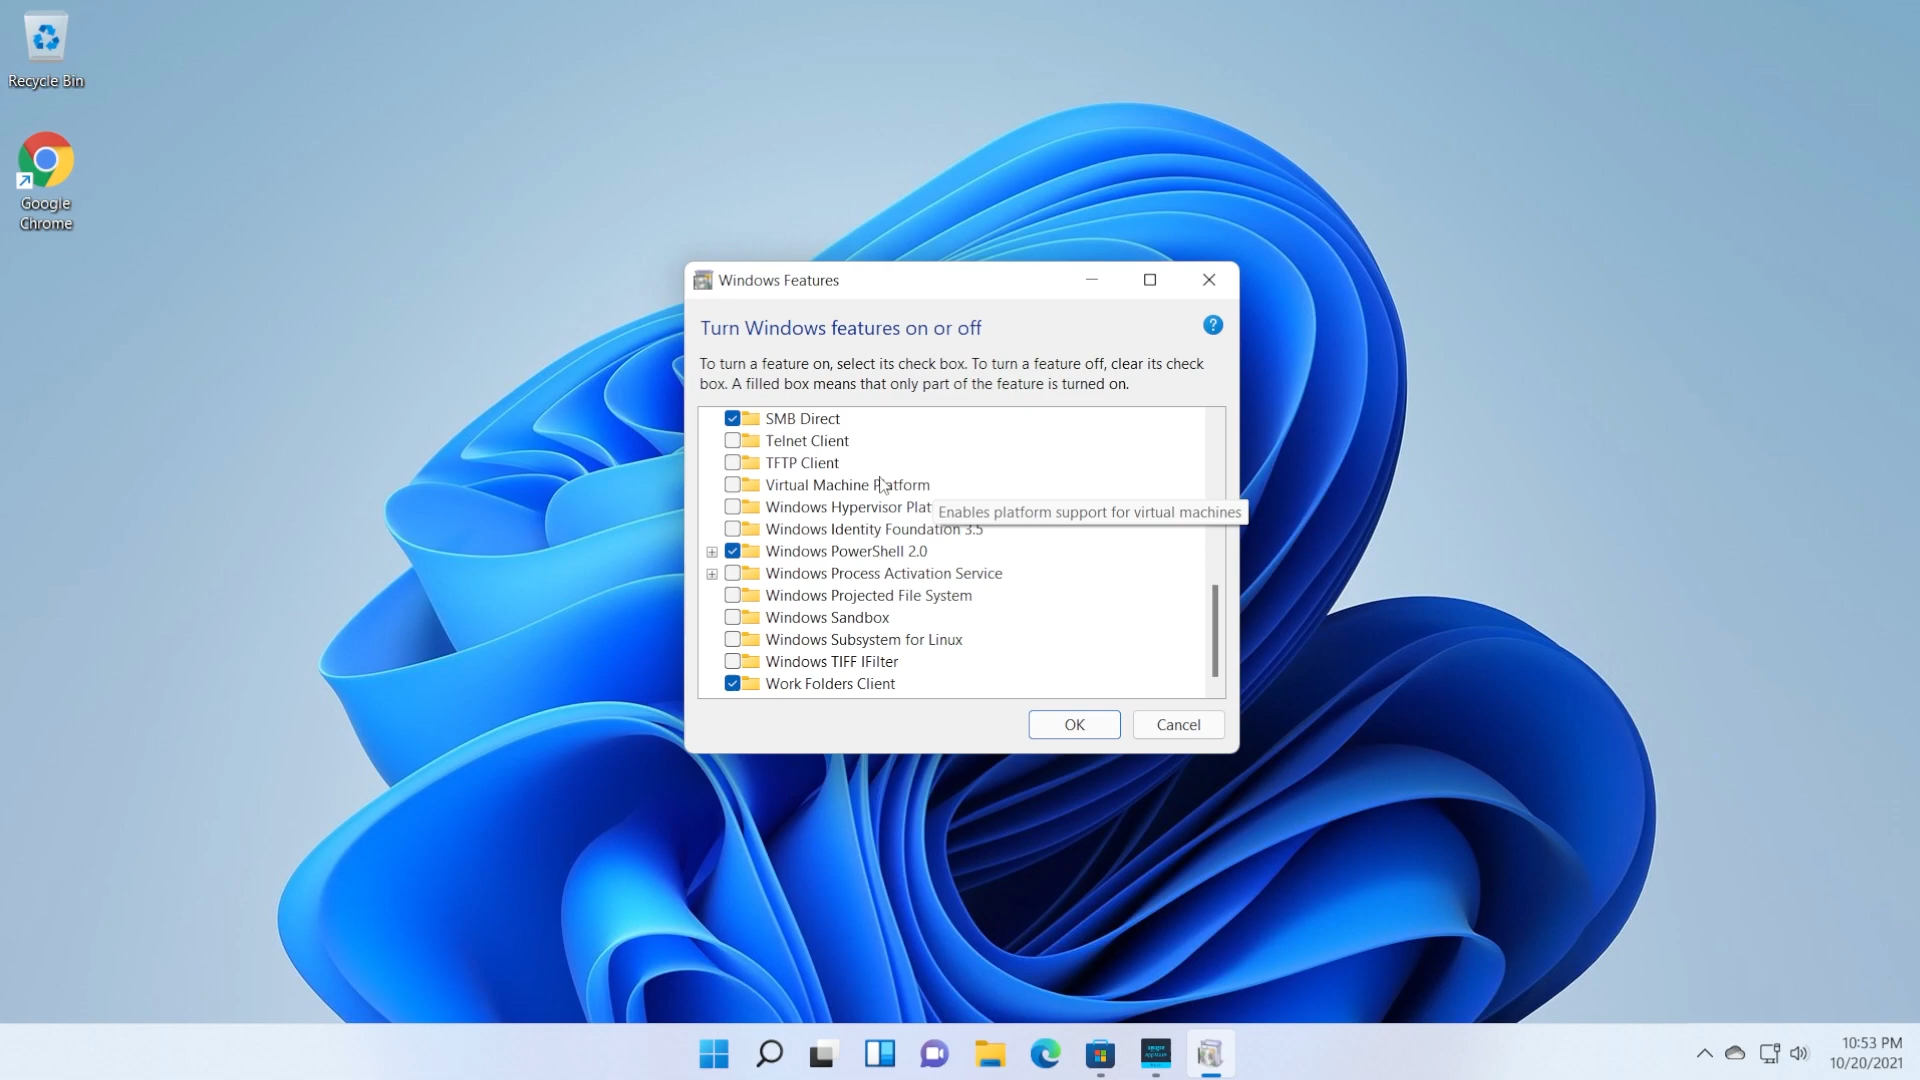 Recycle Bin
Google
Chrome
Windows Features
Turn Windows features on or off
?
To turn a feature on, select its check box. To turn a feature off, clear its check
box. A filled box means that only part of the feature is turned on.
SMB Direct
Telnet Client
TFTP Client
Virtual Machine Platform
Windows Hypervisor Plat
Enables platform support for virtual machines
Windows Identity Foundation 3.5
Windows PowerShell 2.0
Windows Process Activation Service
Windows Projected File System
Windows Sandbox
Windows Subsystem for Linux
Windows TIFF IFilter
Work Folders Client
OK
Cancel
amazon
appstore
10:53 PM
10/20/2021